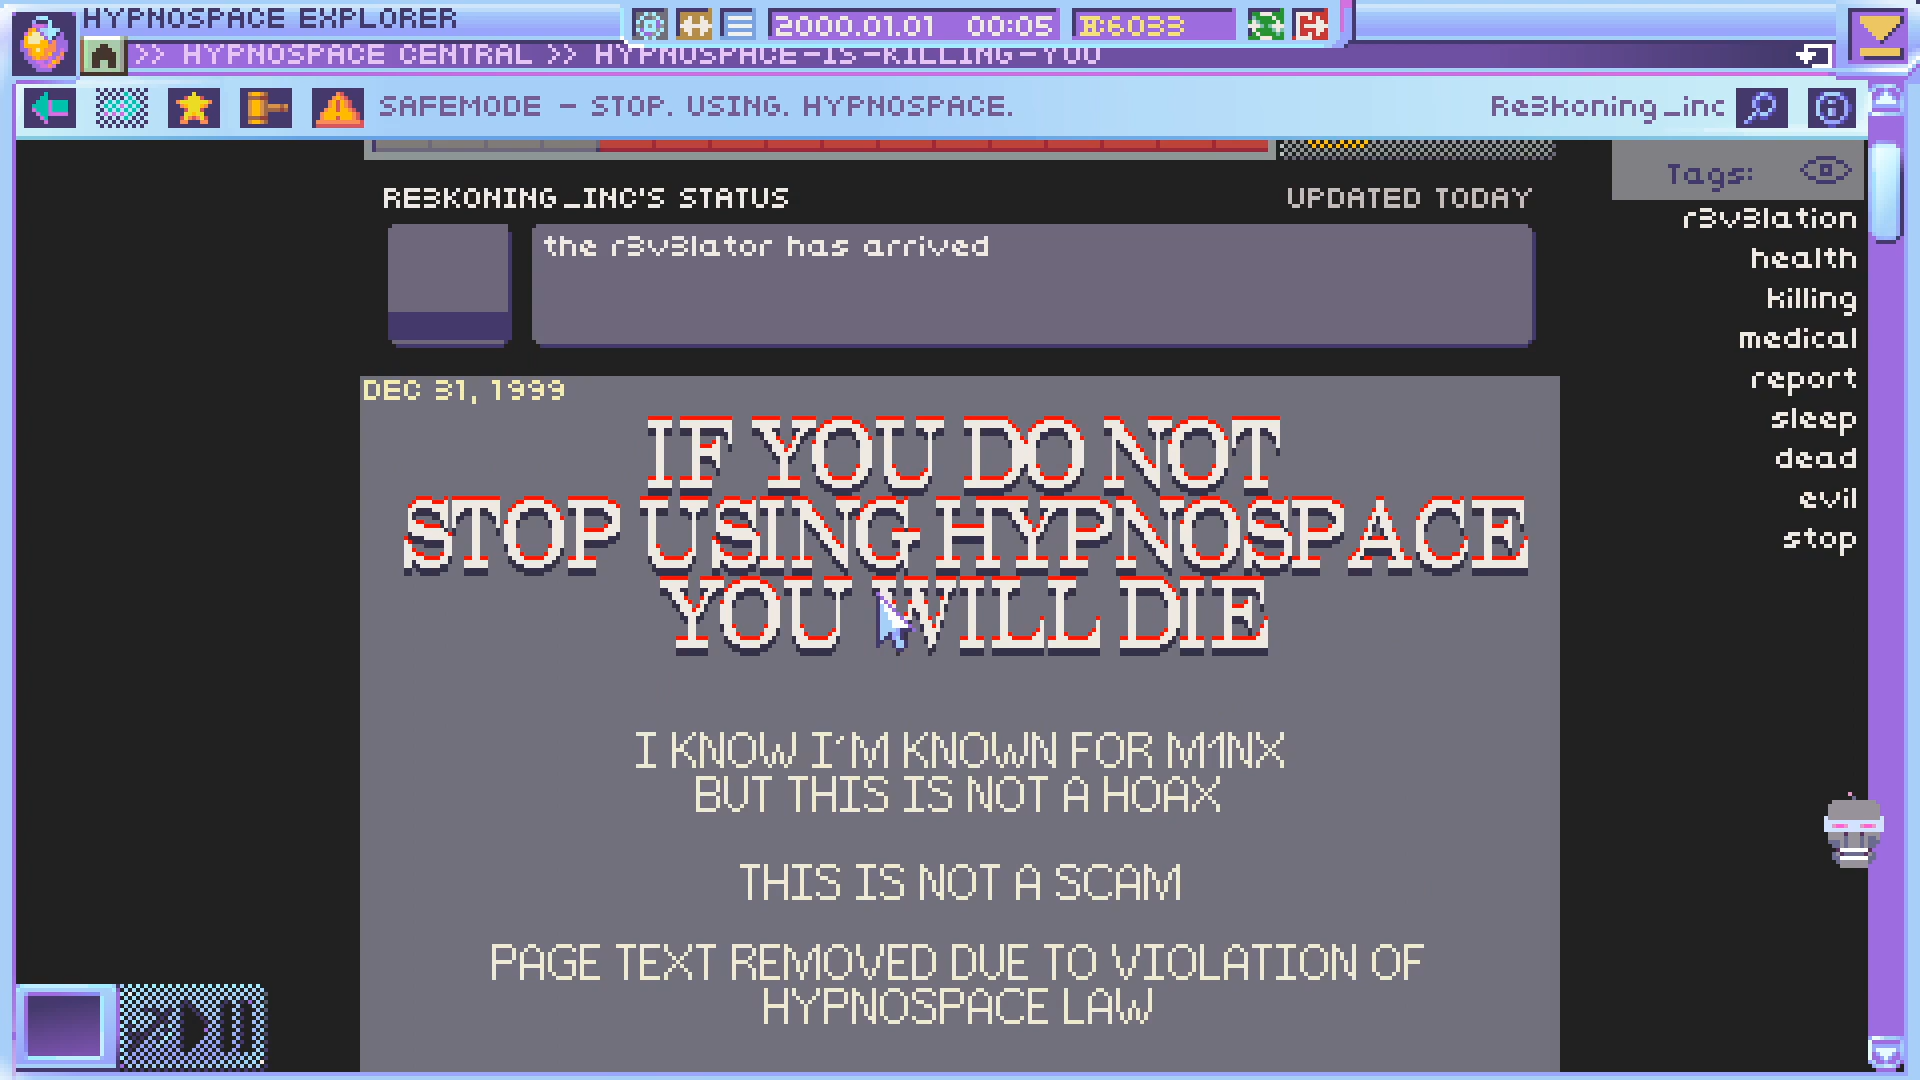 HYPNOSPACE EXPLORER
2000.01.01 00:05
6033
>> HYPNOSPACE CENTRAL >> HYPNOSPACE-IS-KILLING-YOU
SAFEMODE - STOP. USING. HYPNOSPACE.
Re3koning_inc
RE3KONING_INC'S STATUS
UPDATED TODAY
the r3v3lator has arrived
Tags:
r3v3lation
health
killing
medical
report
sleep
dead
evil
stop
DEC 31, 1999
IF YOU DO NOT
STOP USING HYPNOSPACE
YOU WILL DIE
I KNOW I'M KNOWN FOR M1NX
BUT THIS IS NOT A HOAX
THIS IS NOT A SCAM
PAGE TEXT REMOVED DUE TO VIOLATION OF
HYPNOSPACE LAW